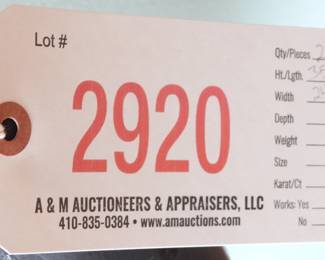 Lot #
2920
A & M AUCTIONEERS & APPRAISERS, LLC
410-835-0384 • www.amauctions.com
Qty/Pieces
Ht./Lgth.
Width
Depth
Weight
Size
Karat/Ct
Works: Yes
No